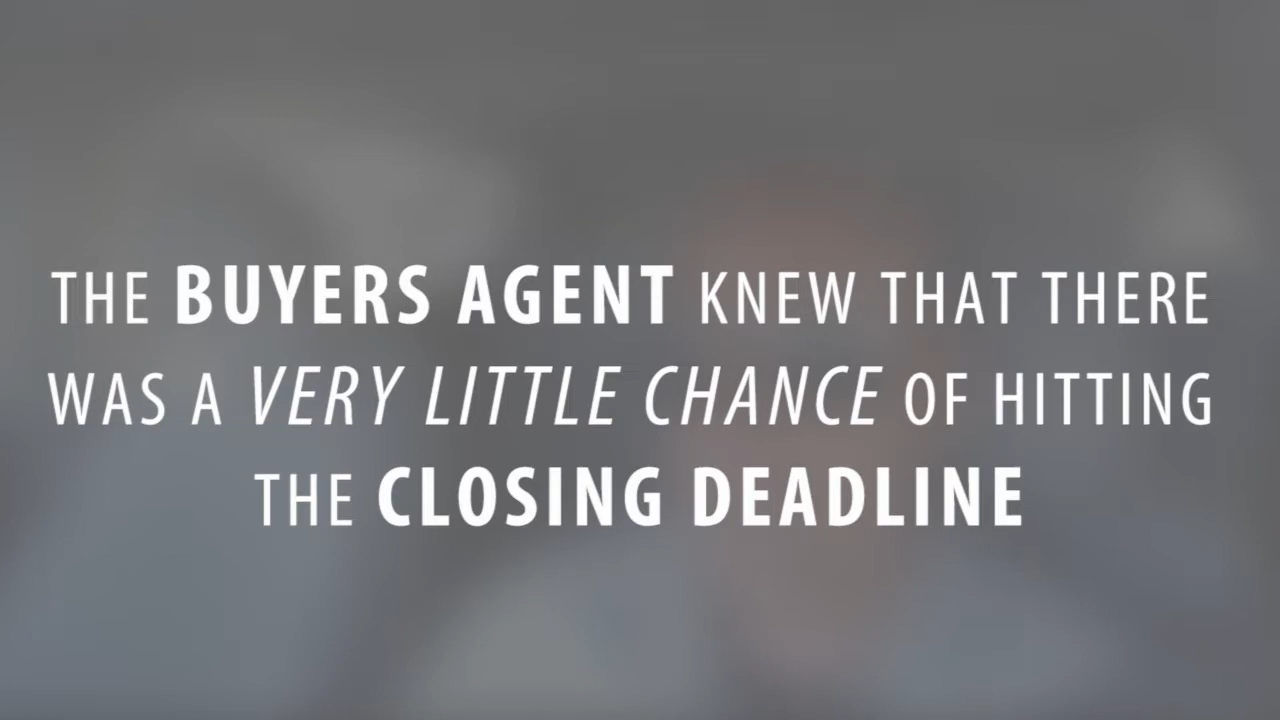 THE BUYERS AGENT KNEW THAT THERE
WAS A VERY LITTLE CHANCE OF HITTING
THE CLOSING DEADLINE